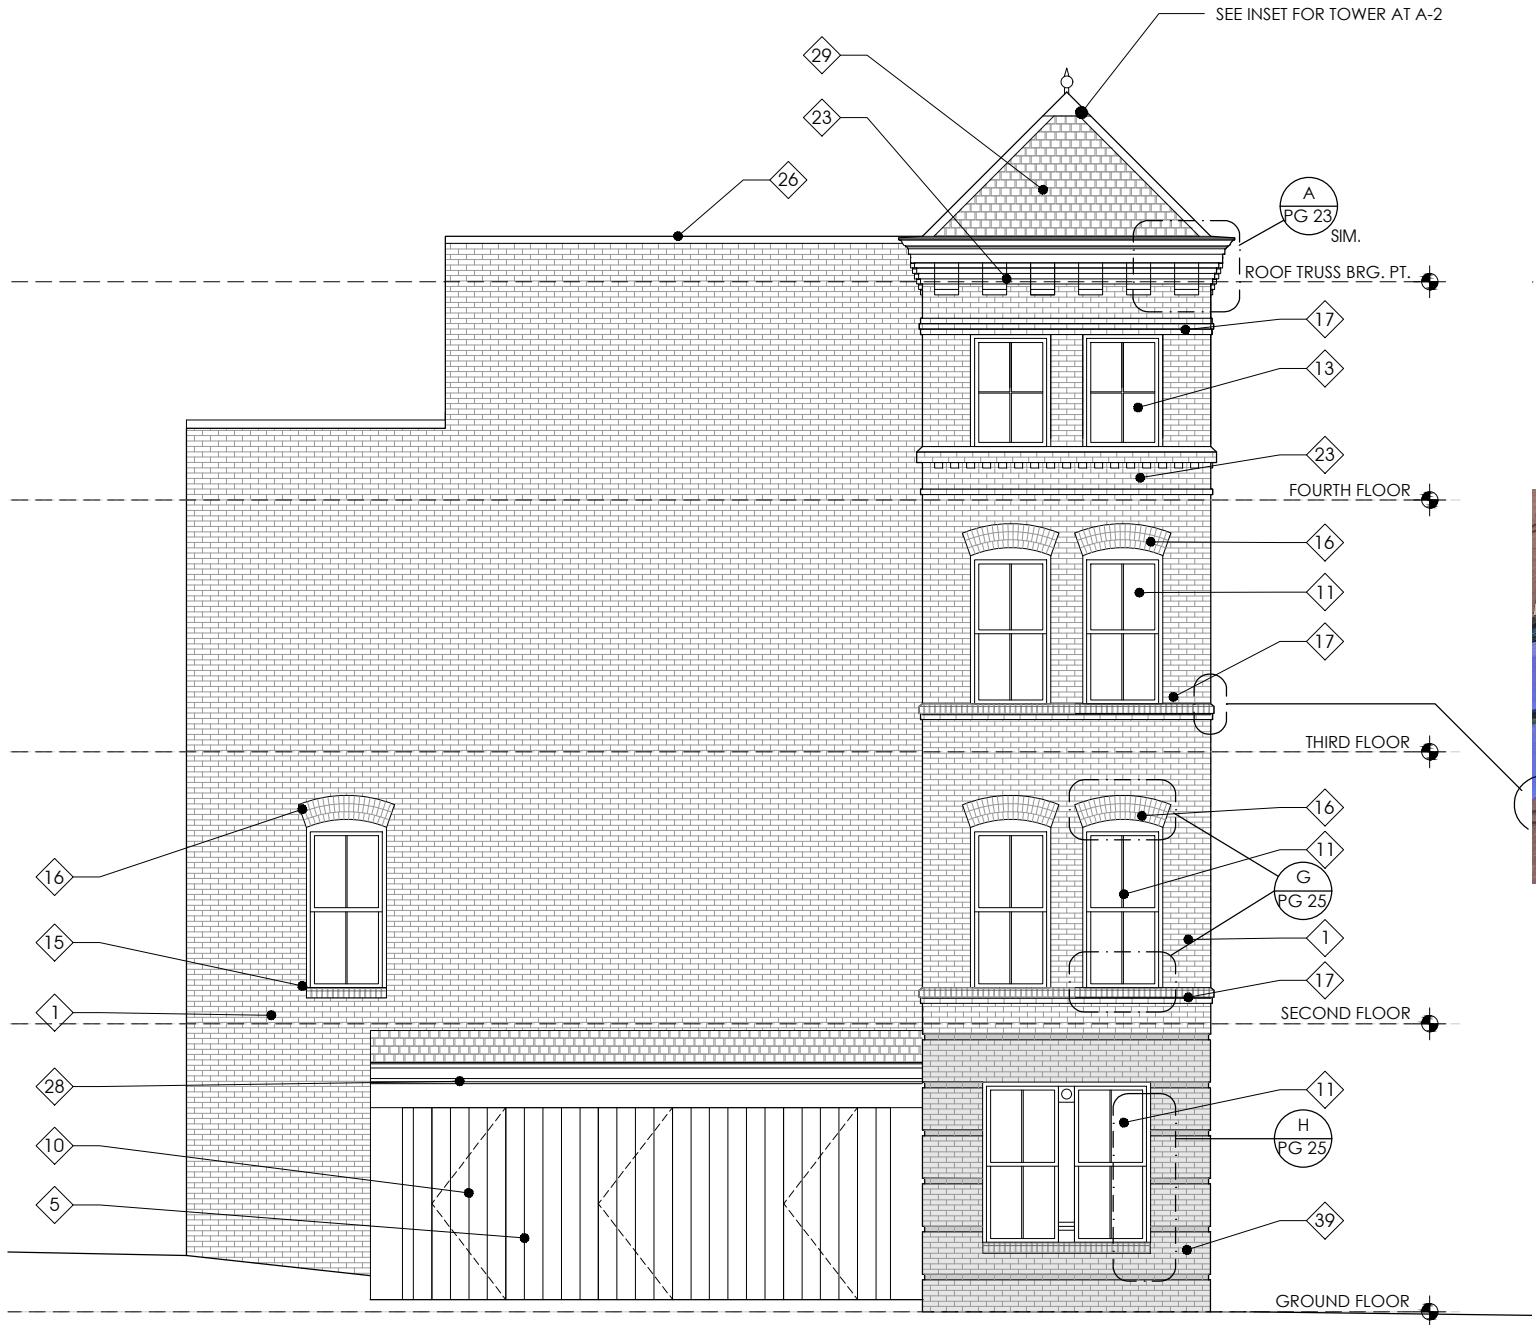 SEE INSET FOR TOWER AT A-2
29
23
26
A
PG 23
SIM.
ROOF TRUSS BRG. PT.
17
13
23
FOURTH FLOOR
16
11
17
THIRD FLOOR
16
16
11
G
PG 25
15
1
17
1
SECOND FLOOR
28
11
10
H
PG 25
5
39
GROUND FLOOR